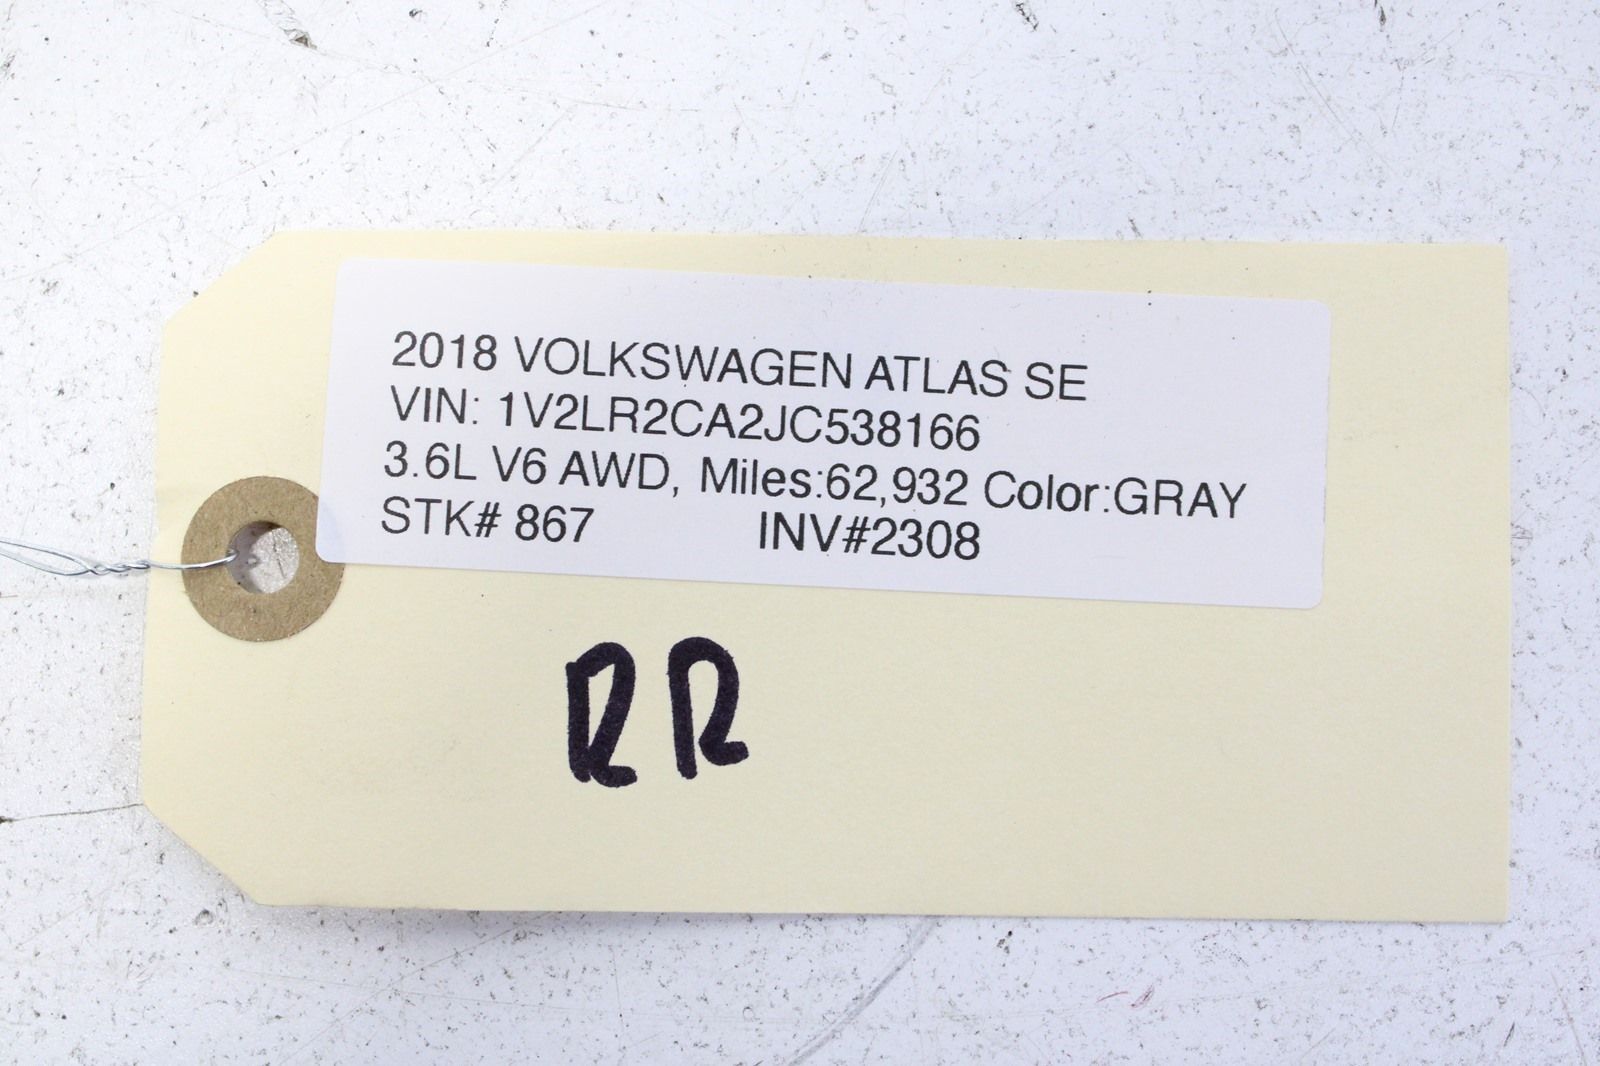 2018 VOLKSWAGEN ATLAS SE
VIN: 1V2LR2CA2JC538166
3.6L V6 AWD, Miles:62,932 Color:GRAY
STK# 867 INV#2308
RR